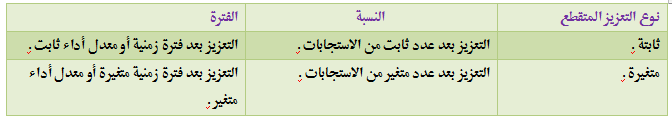 نوع التعزيز المتقطع النسبة الفترة
ثابتة . التعزيز بعد عدد ثابت من الاستجابات . التعزيز بعد فترة زمنية أو معدل أداء ثابت .
متغيرة . التعزيز بعد عدد متغير من الاستجابات . التعزيز بعد فترة زمنية متغيرة أو معدل أداء
متغير .